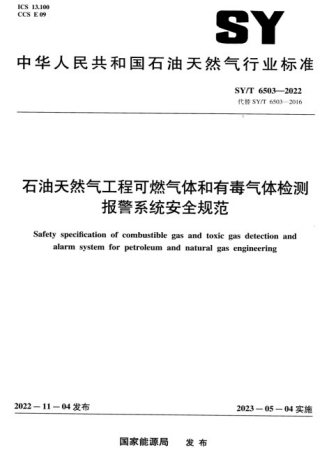 ICS 13.100
CCS E 09
SY
中华人民共和国石油天然气行业标准
SY/T 6503—2022
代替 SY/T 6503—2016
石油天然气工程可燃气体和有毒气体检测
报警系统安全规范
Safety specification of combustible gas and toxic gas detection and
alarm system for petroleum and natural gas engineering
2022－11－04 发布 2023－05－04 实施
国家能源局 发 布